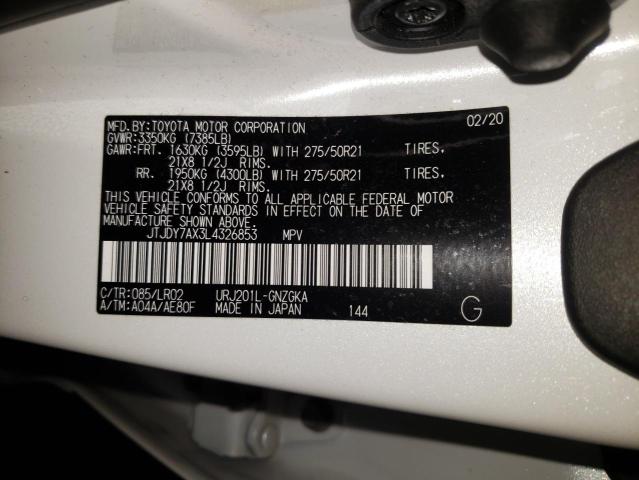 MFD.BY:TOYOTA MOTOR CORPORATION 02/20
GVWR:3350KG (7385LB)
GAWR:FRT. 1630KG (3595LB) WITH 275/50R21 TIRES.
21X8 1/2J RIMS.
RR. 1950KG (4300LB) WITH 275/50R21 TIRES.
21X8 1/2J RIMS.
THIS VEHICLE CONFORMS TO ALL APPLICABLE FEDERAL MOTOR
VEHICLE SAFETY STANDARDS IN EFFECT ON THE DATE OF
MANUFACTURE SHOWN ABOVE.
JTJDY7AX3L4326853 MPV
C/TR:085/LR02 URJ201L-GNZGKA
A/TM:A04A/AE80F MADE IN JAPAN 144 G